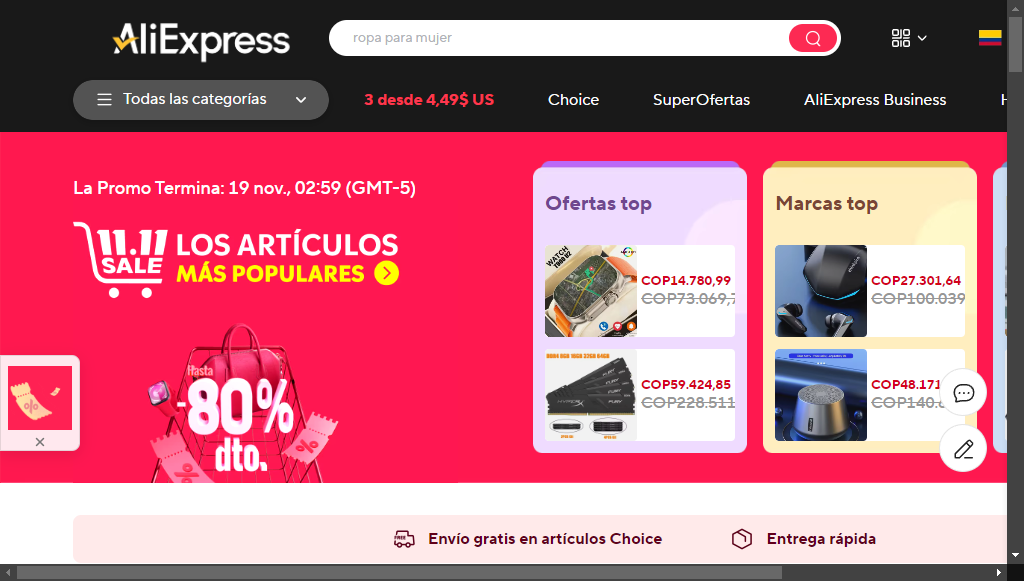 AliExpress
ropa para mujer
Todas las categorías
3 desde 4,49$ US
Choice
SuperOfertas
AliExpress Business
La Promo Termina: 19 nov., 02:59 (GMT-5)
11.11
SALE
LOS ARTÍCULOS
MÁS POPULARES
Hasta
-80%
dto.
Ofertas top
WATCH
COP14.780,99
COP73.069,7
COP59.424,85
COP228.511
Marcas top
COP27.301,64
COP100.039
COP48.171
COP140.
FREE
Envío gratis en artículos Choice
Entrega rápida